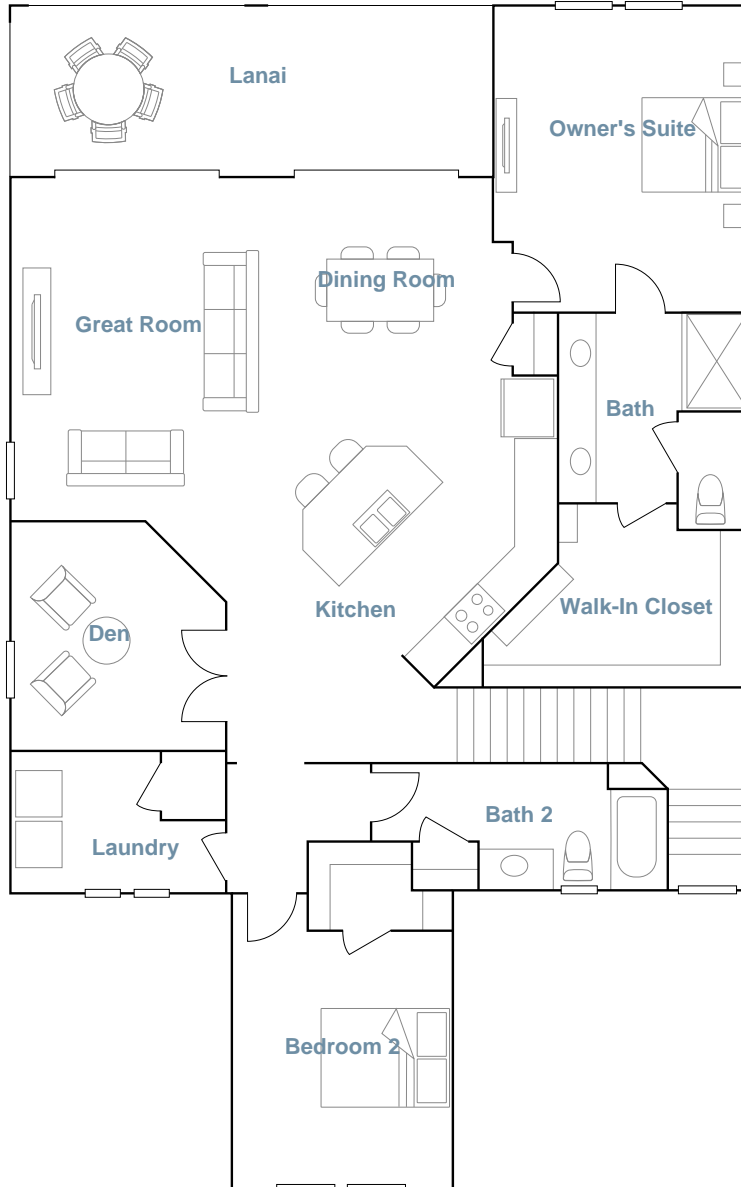 Lanai
Owner's Suite
Dining Room
Great Room
Bath
Kitchen
Walk-In Closet
Den
Bath 2
Laundry
Bedroom 2